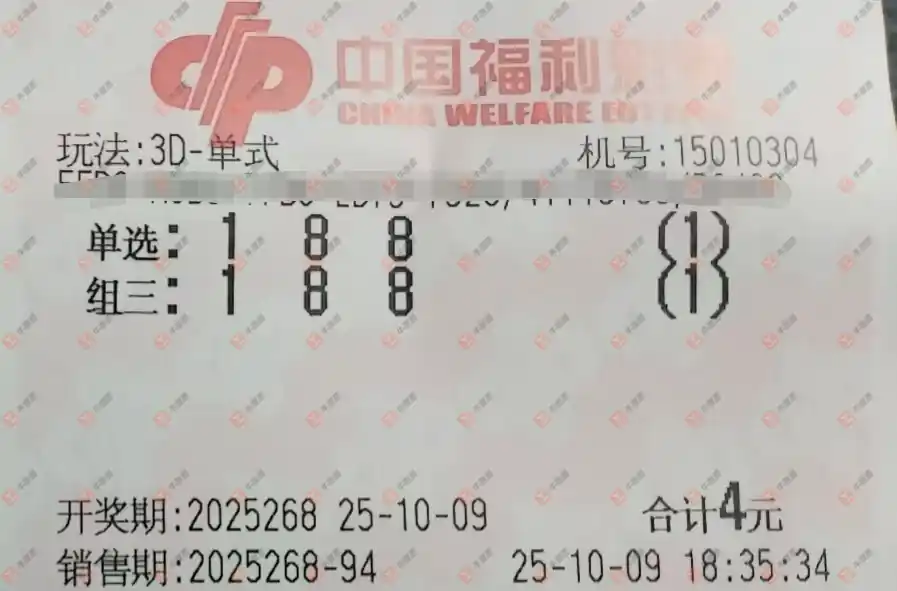 中国福利
CHINA WELFARE
玩法:3D-单式 机号:15010304
单选: 1 8 8 (1)
组三: 1 8 8 (1)
开奖期:2025268 25-10-09 合计4元
销售期:2025268-94 25-10-09 18:35:34